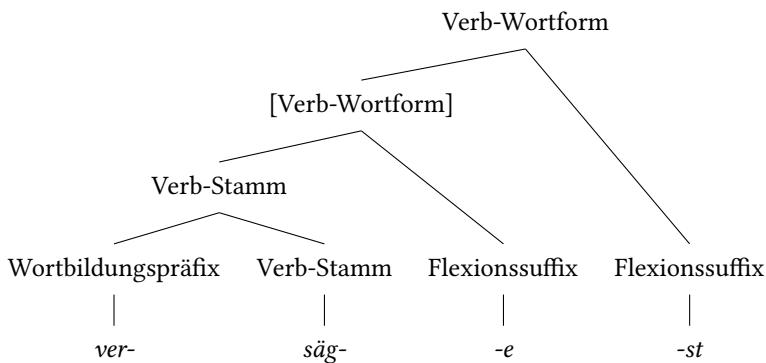 Verb-Wortform
[Verb-Wortform]
Verb-Stamm
Wortbildungspräfix Verb-Stamm Flexionssuffix Flexionssuffix
ver- säg- -e -st